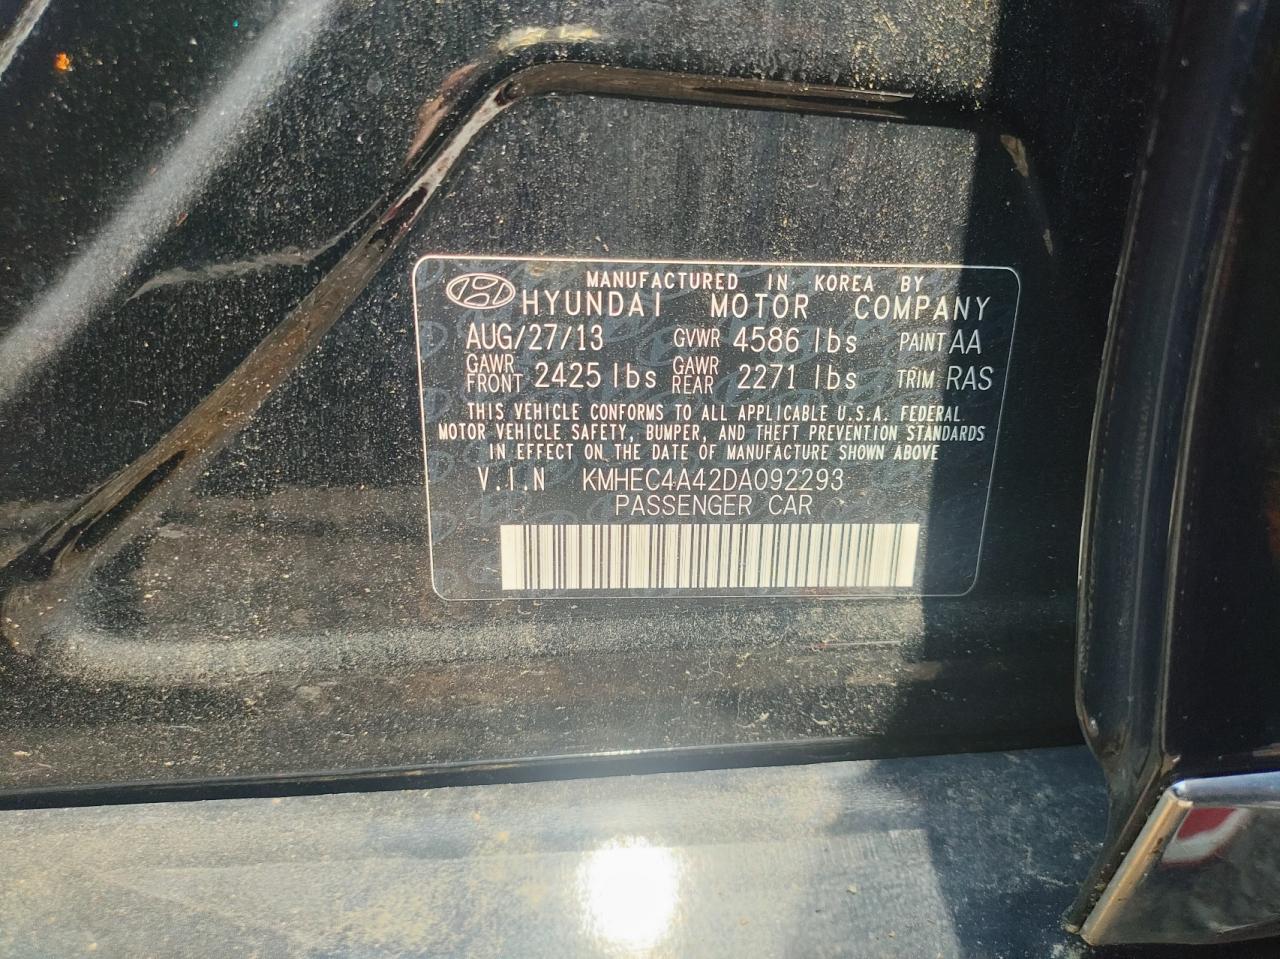 MANUFACTURED IN KOREA BY
HYUNDAI MOTOR COMPANY
AUG/27/13 GVWR 4586 lbs PAINT AA
GAWR FRONT 2425 lbs GAWR REAR 2271 lbs TRIM RAS
THIS VEHICLE CONFORMS TO ALL APPLICABLE U.S.A. FEDERAL
MOTOR VEHICLE SAFETY, BUMPER, AND THEFT PREVENTION STANDARDS
IN EFFECT ON THE DATE OF MANUFACTURE SHOWN ABOVE
V.I.N KMHEC4A42DA092293
PASSENGER CAR